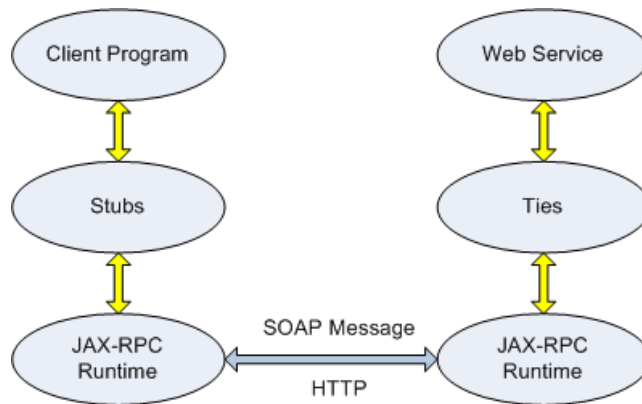 Client Program
Web Service
Stubs
Ties
SOAP Message
JAX-RPC
Runtime
JAX-RPC
Runtime
HTTP